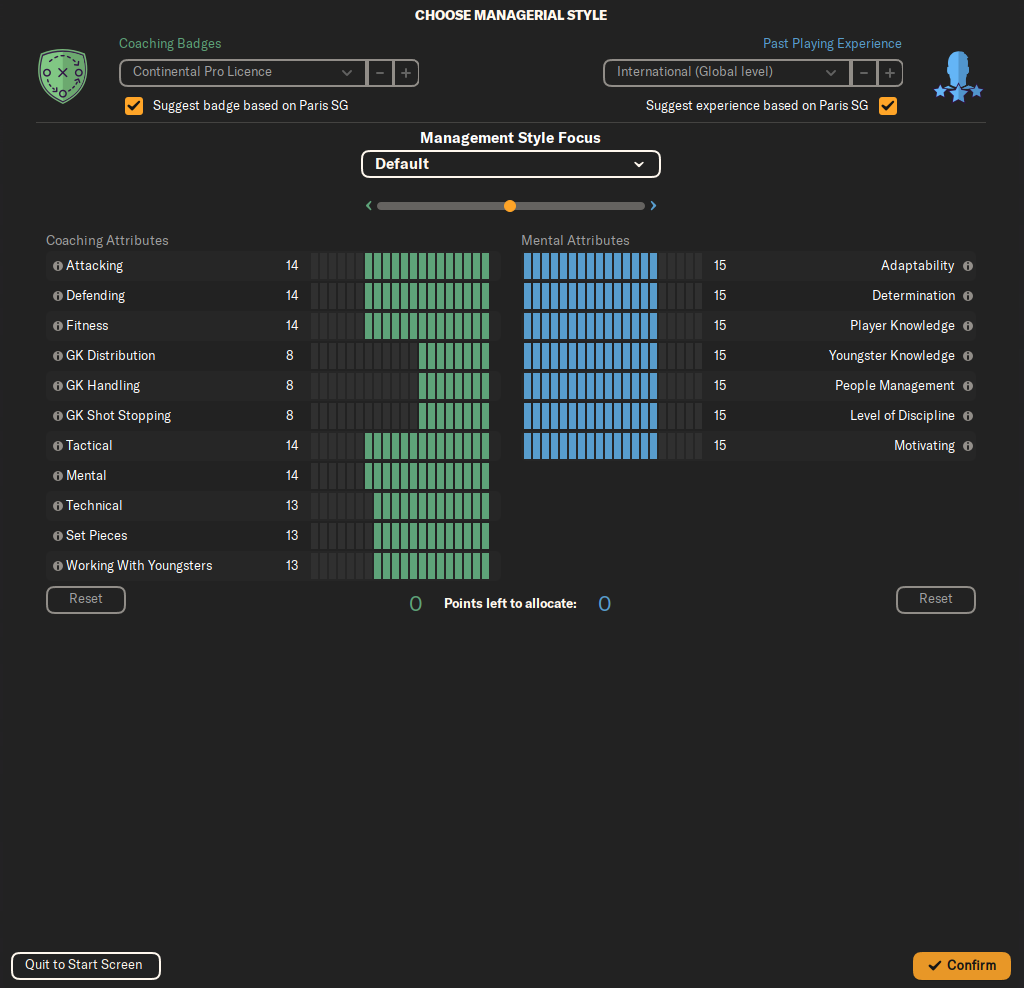 CHOOSE MANAGERIAL STYLE
Coaching Badges
Past Playing Experience
Continental Pro Licence
International (Global level)
Suggest badge based on Paris SG
Suggest experience based on Paris SG
Management Style Focus
Default
Coaching Attributes
Mental Attributes
Attacking 14
15 Adaptability
Defending 14
15 Determination
Fitness 14
15 Player Knowledge
GK Distribution 8
15 Youngster Knowledge
GK Handling 8
15 People Management
GK Shot Stopping 8
15 Level of Discipline
Tactical 14
15 Motivating
Mental 14
Technical 13
Set Pieces 13
Working With Youngsters 13
Reset
0 Points left to allocate: 0
Reset
Quit to Start Screen
Confirm